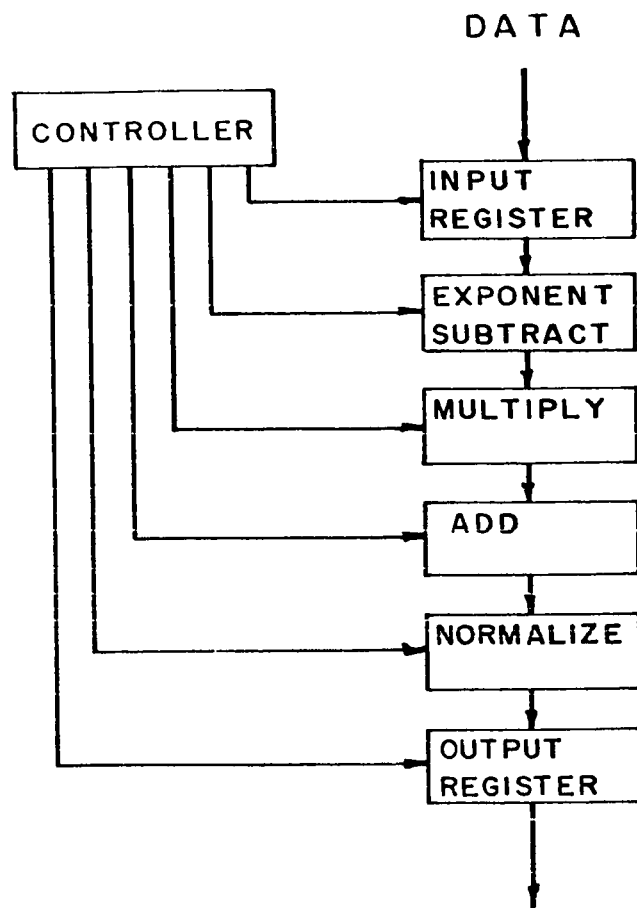 DATA
CONTROLLER
INPUT
REGISTER
EXPONENT
SUBTRACT
MULTIPLY
ADD
NORMALIZE
OUTPUT
REGISTER